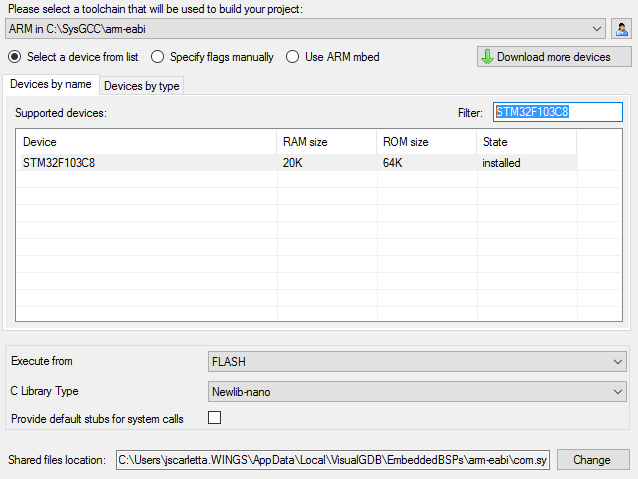 Please select a toolchain that will be used to build your project:
ARM in C:\SysGCC\arm-eabi
Select a device from list Specify flags manually Use ARM mbed Download more devices
Devices by name Devices by type
Supported devices: Filter: STM32F103C8
Device RAM size ROM size State
STM32F103C8 20K 64K installed
Execute from FLASH
C Library Type Newlib-nano
Provide default stubs for system calls
Shared files location: C:\Users\jscarletta.WINGS\AppData\Local\VisualGDB\EmbeddedBSPs\arm-eabi\com.sy Change